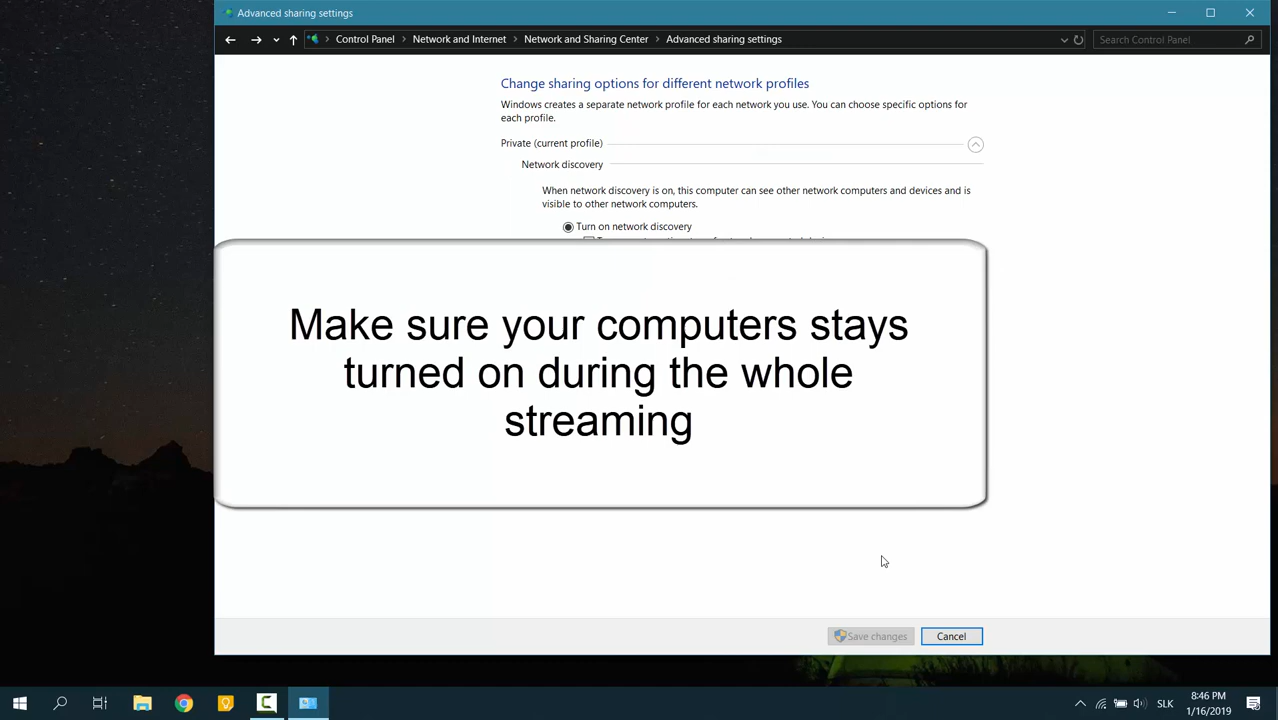 Advanced sharing settings
Control Panel > Network and Internet > Network and Sharing Center > Advanced sharing settings
Search Control Panel
Change sharing options for different network profiles
Windows creates a separate network profile for each network you use. You can choose specific options for
each profile.
Private (current profile)
Network discovery
When network discovery is on, this computer can see other network computers and devices and is
visible to other network computers.
Turn on network discovery
Make sure your computers stays
turned on during the whole
streaming
Save changes
Cancel
SLK
8:46 PM
1/16/2019